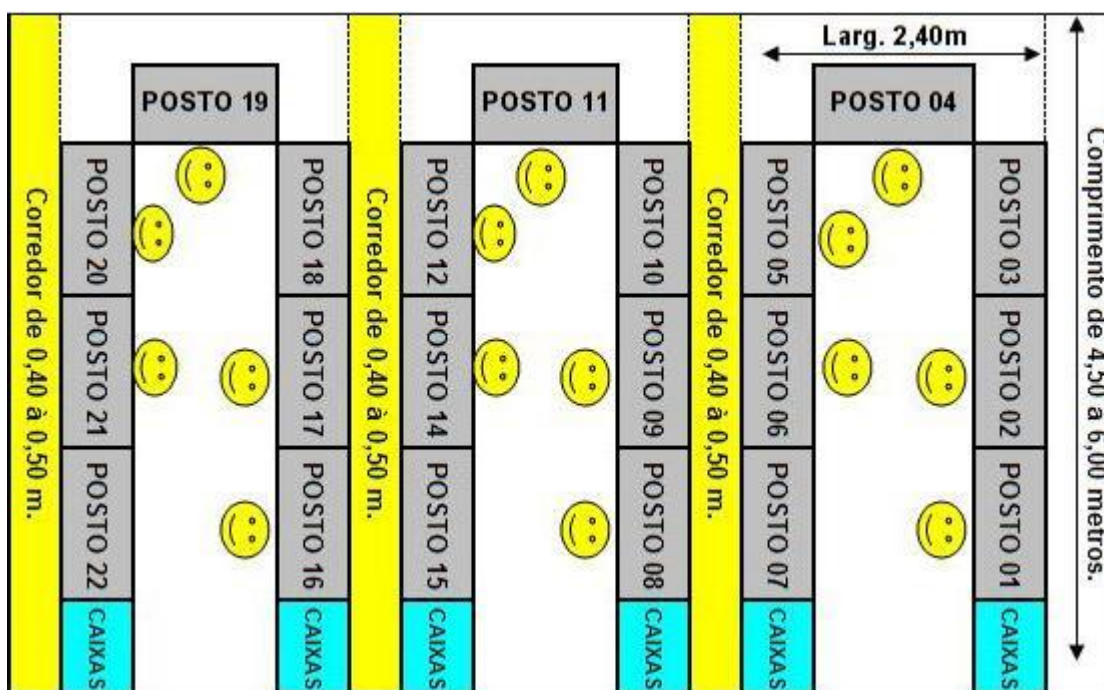 Larg. 2,40m
POSTO 19
POSTO 11
POSTO 04
Corredor de 0,40 à 0,50 m.
POSTO 20
POSTO 21
POSTO 22
CAIXAS
POSTO 18
POSTO 17
POSTO 16
CAIXAS
Corredor de 0,40 à 0,50 m.
POSTO 12
POSTO 14
POSTO 15
CAIXAS
POSTO 10
POSTO 09
POSTO 08
CAIXAS
Corredor de 0,40 à 0,50 m.
POSTO 05
POSTO 06
POSTO 07
CAIXAS
POSTO 03
POSTO 02
POSTO 01
CAIXAS
Comprimento de 4,50 a 6,00 metros.